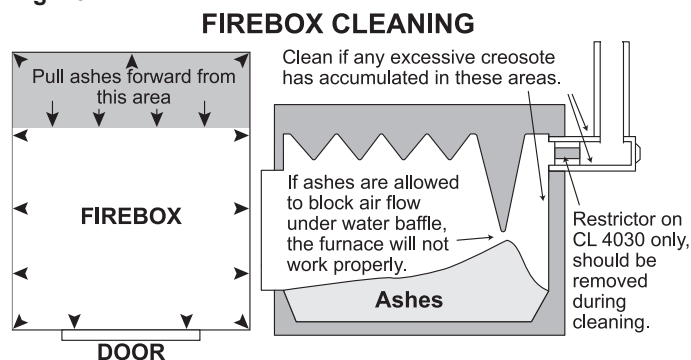 FIREBOX CLEANING
Pull ashes forward from
this area
FIREBOX
DOOR
Clean if any excessive creosote
has accumulated in these areas.
If ashes are allowed
to block air flow
under water baffle,
the furnace will not
work properly.
Ashes
Restrictor on
CL 4030 only,
should be
removed
during
cleaning.